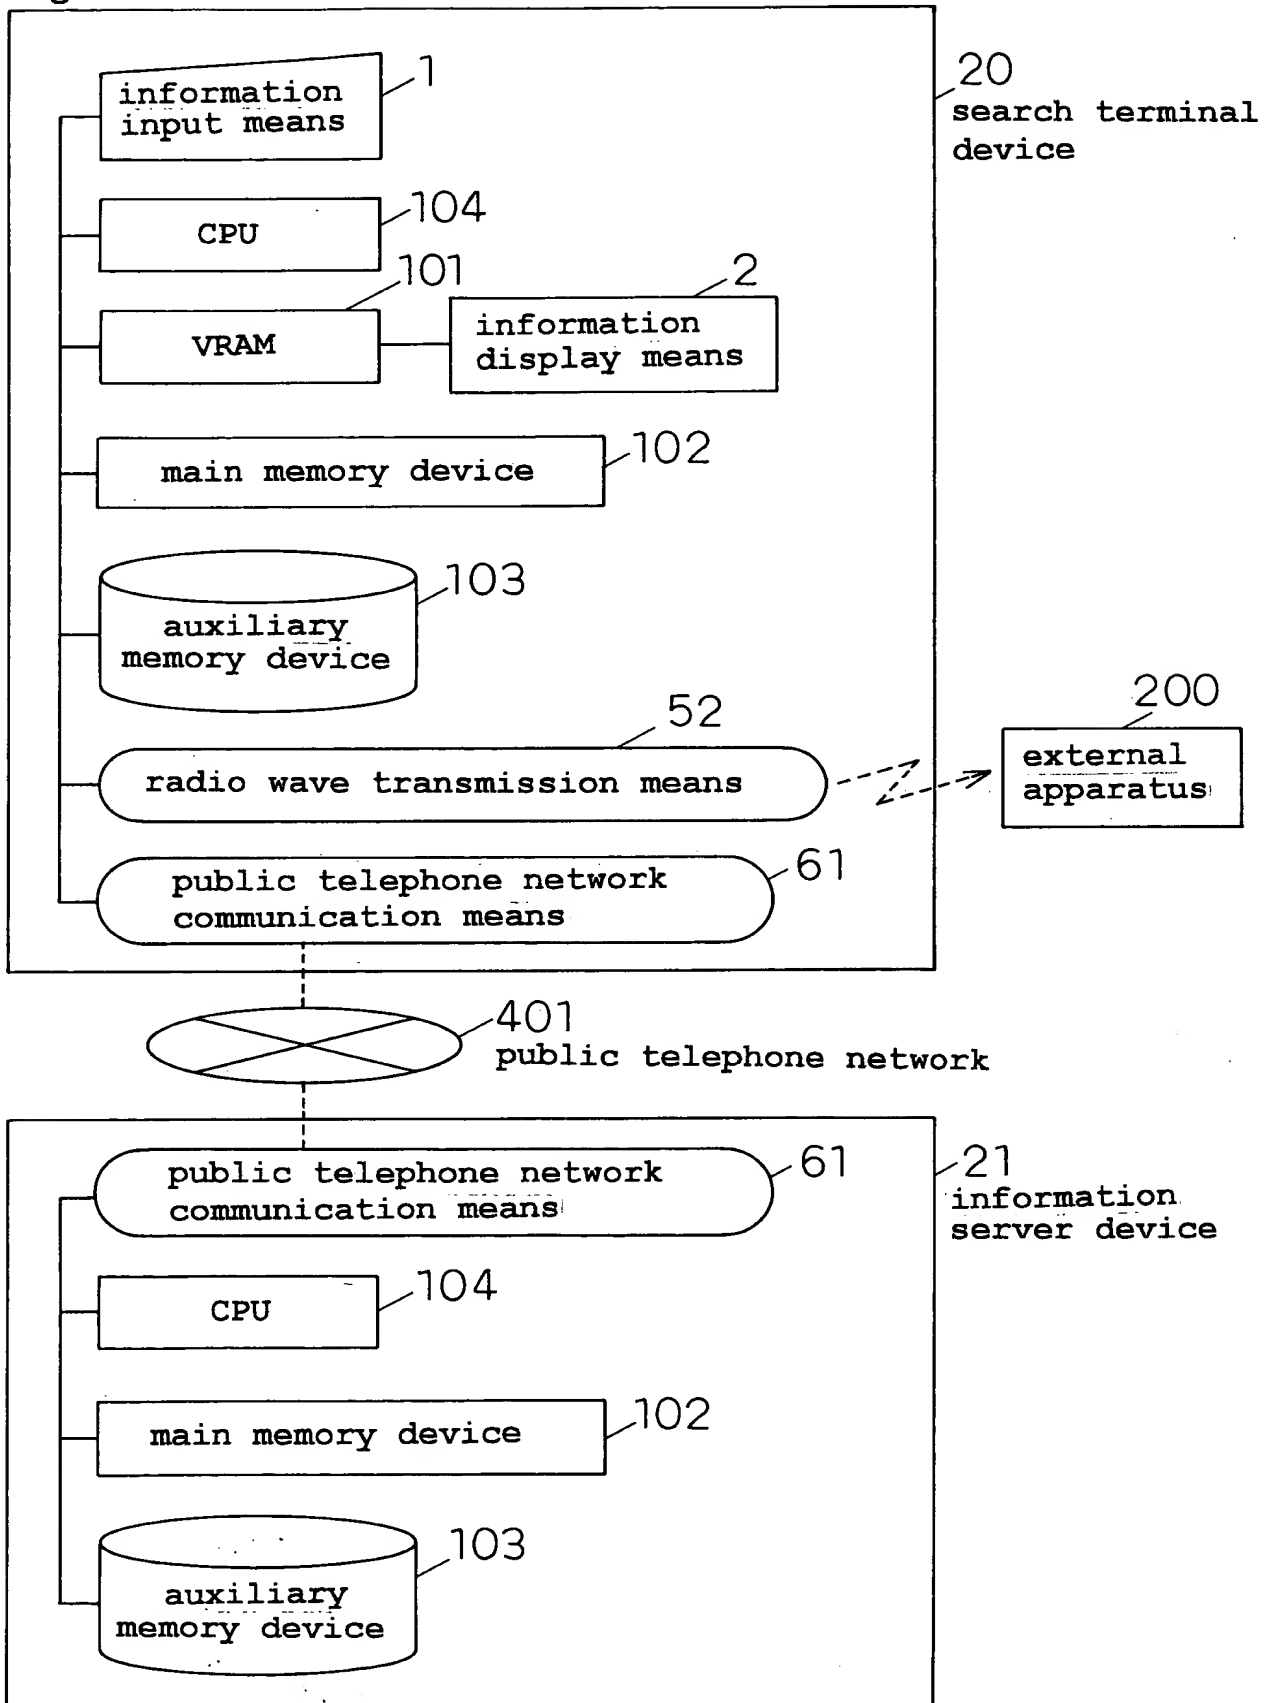 1
information
input means
20
search terminal
device
104
CPU
101
VRAM
2
information
display means
102
main memory device
103
auxiliary
memory device
52
radio wave transmission means
200
external
apparatus
61
public telephone network
communication means
401
public telephone network
61
public telephone network
communication means
21
information
server device
104
CPU
102
main memory device
103
auxiliary
memory device